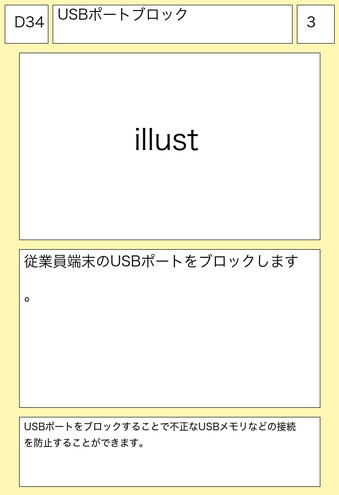 D34
USBポートブロック
3
illust
従業員端末のUSBポートをブロックします
。
USBポートをブロックすることで不正なUSBメモリなどの接続
を防止することができます。